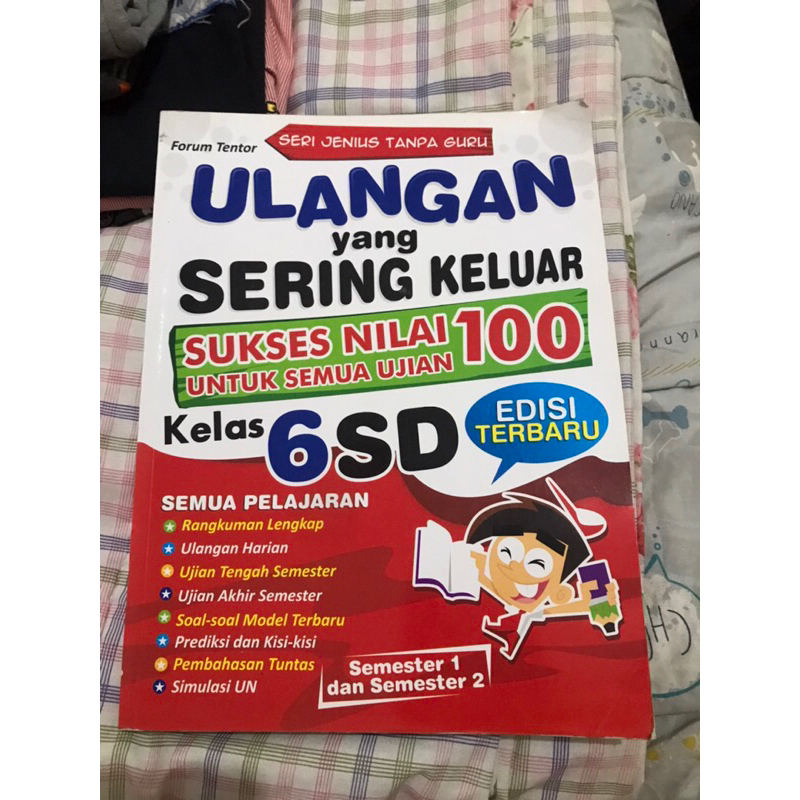 Forum Tentor
SERI JENIUS TANPA GURU
ULANGAN
yang
SERING KELUAR
SUKSES NILAI 100
UNTUK SEMUA UJIAN
Kelas 6 SD
EDISI
TERBARU
SEMUA PELAJARAN
Rangkuman Lengkap
Ulangan Harian
Ujian Tengah Semester
Ujian Akhir Semester
Soal-soal Model Terbaru
Prediksi dan Kisi-kisi
Pembahasan Tuntas
Simulasi UN
Semester 1
dan Semester 2